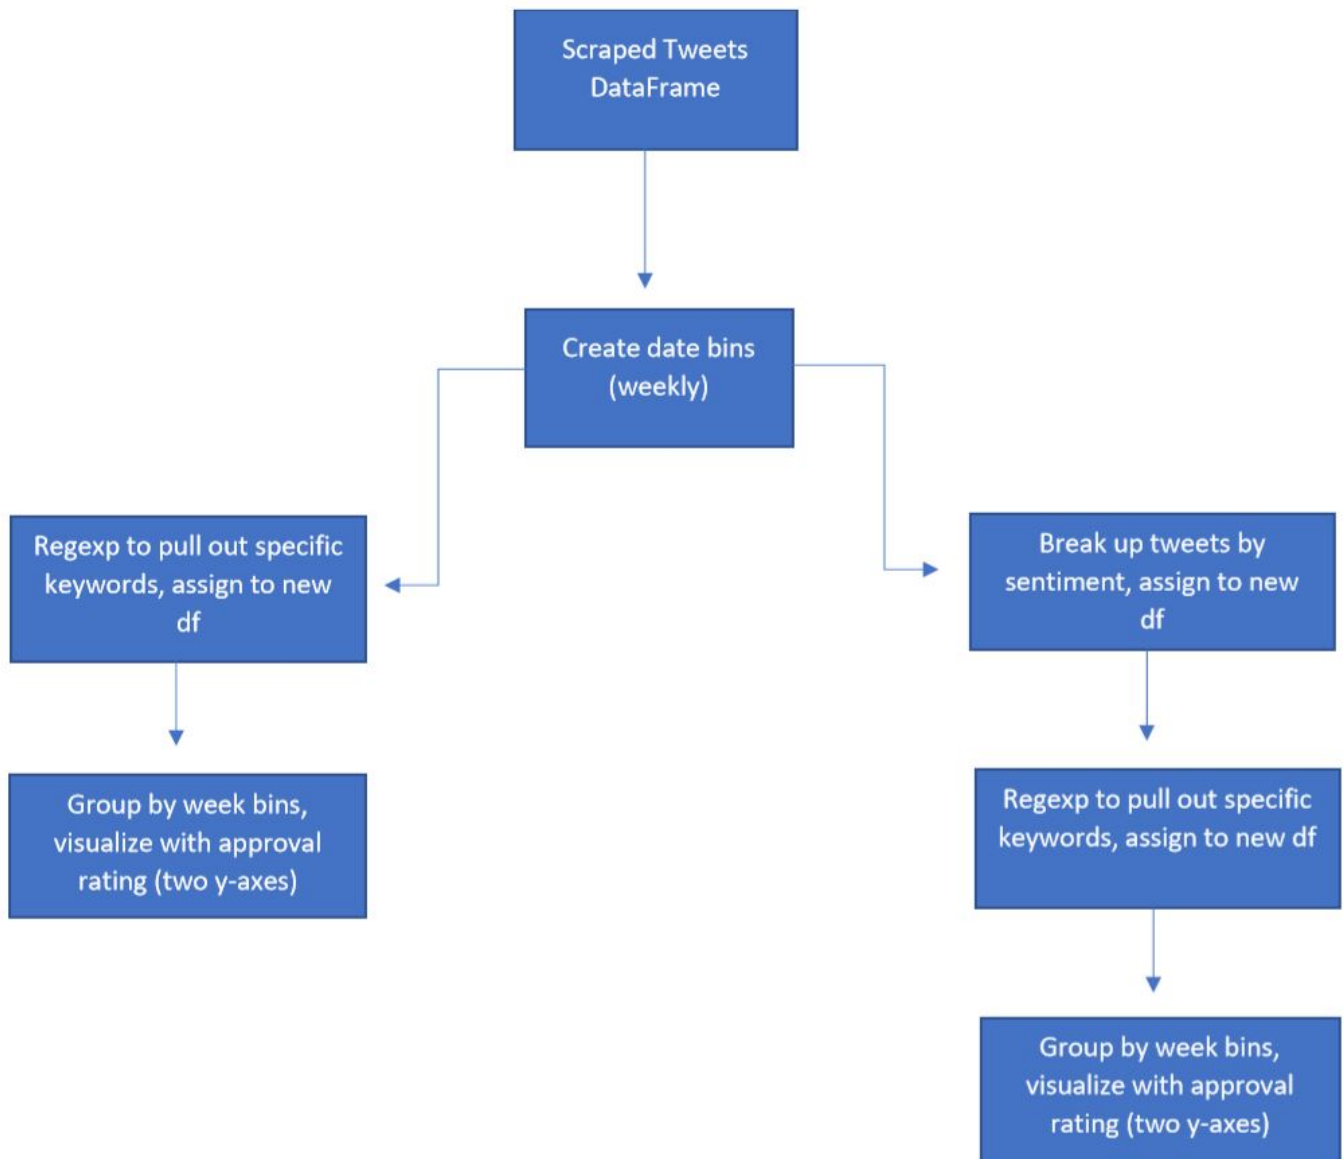 Scraped Tweets
DataFrame
Create date bins
(weekly)
Regexp to pull out specific
keywords, assign to new
df
Group by week bins,
visualize with approval
rating (two y-axes)
Break up tweets by
sentiment, assign to new
df
Regexp to pull out specific
keywords, assign to new df
Group by week bins,
visualize with approval
rating (two y-axes)